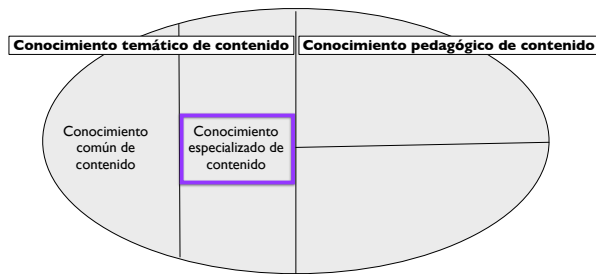 Conocimiento temático de contenido
Conocimiento pedagógico de contenido
Conocimiento
común de
contenido
Conocimiento
especializado de
contenido